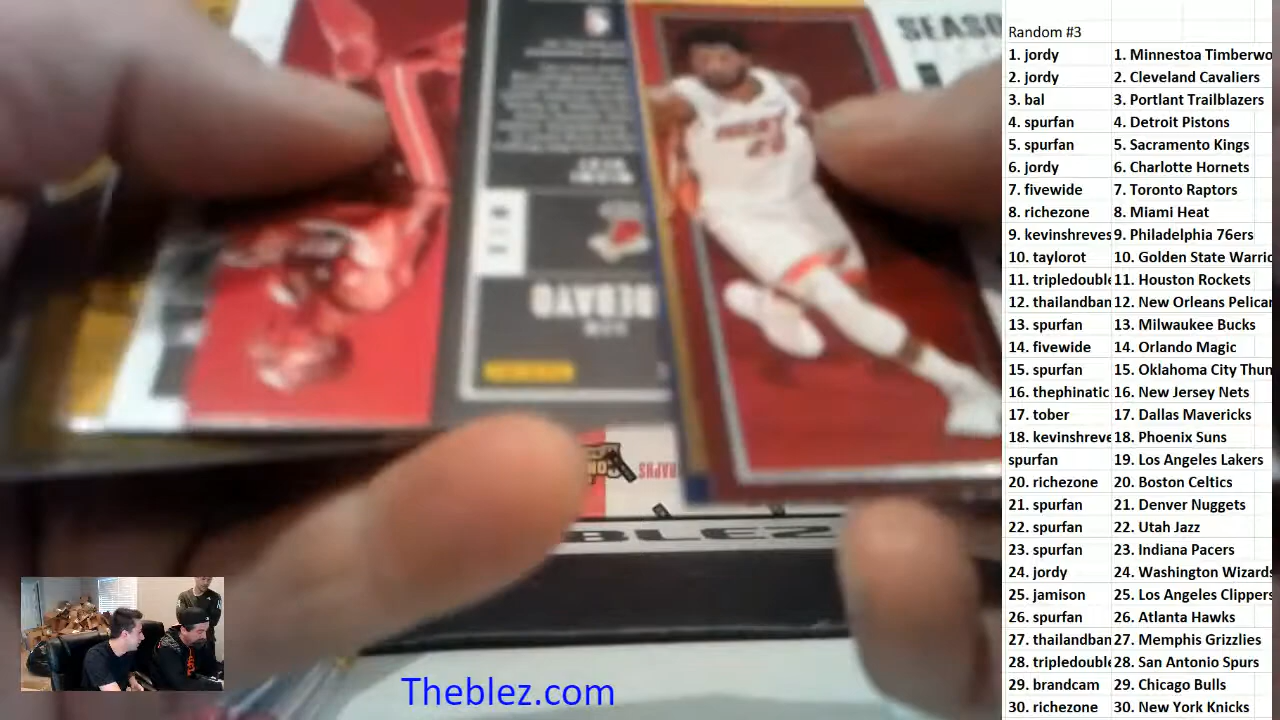 SEASO
MIAMI
HEAT
BAM
ADEBAYO
BLEZ
Theblez.com
Random #3
1. jordy 1. Minnestoa Timberwo
2. jordy 2. Cleveland Cavaliers
3. bal 3. Portlant Trailblazers
4. spurfan 4. Detroit Pistons
5. spurfan 5. Sacramento Kings
6. jordy 6. Charlotte Hornets
7. fivewide 7. Toronto Raptors
8. richezone 8. Miami Heat
9. kevinshreves 9. Philadelphia 76ers
10. taylorot 10. Golden State Warric
11. tripledouble 11. Houston Rockets
12. thailandban 12. New Orleans Pelicar
13. spurfan 13. Milwaukee Bucks
14. fivewide 14. Orlando Magic
15. spurfan 15. Oklahoma City Thun
16. thephinatic 16. New Jersey Nets
17. tober 17. Dallas Mavericks
18. kevinshreve 18. Phoenix Suns
spurfan 19. Los Angeles Lakers
20. richezone 20. Boston Celtics
21. spurfan 21. Denver Nuggets
22. spurfan 22. Utah Jazz
23. spurfan 23. Indiana Pacers
24. jordy 24. Washington Wizards
25. jamison 25. Los Angeles Clippers
26. spurfan 26. Atlanta Hawks
27. thailandban 27. Memphis Grizzlies
28. tripledouble 28. San Antonio Spurs
29. brandcam 29. Chicago Bulls
30. richezone 30. New York Knicks